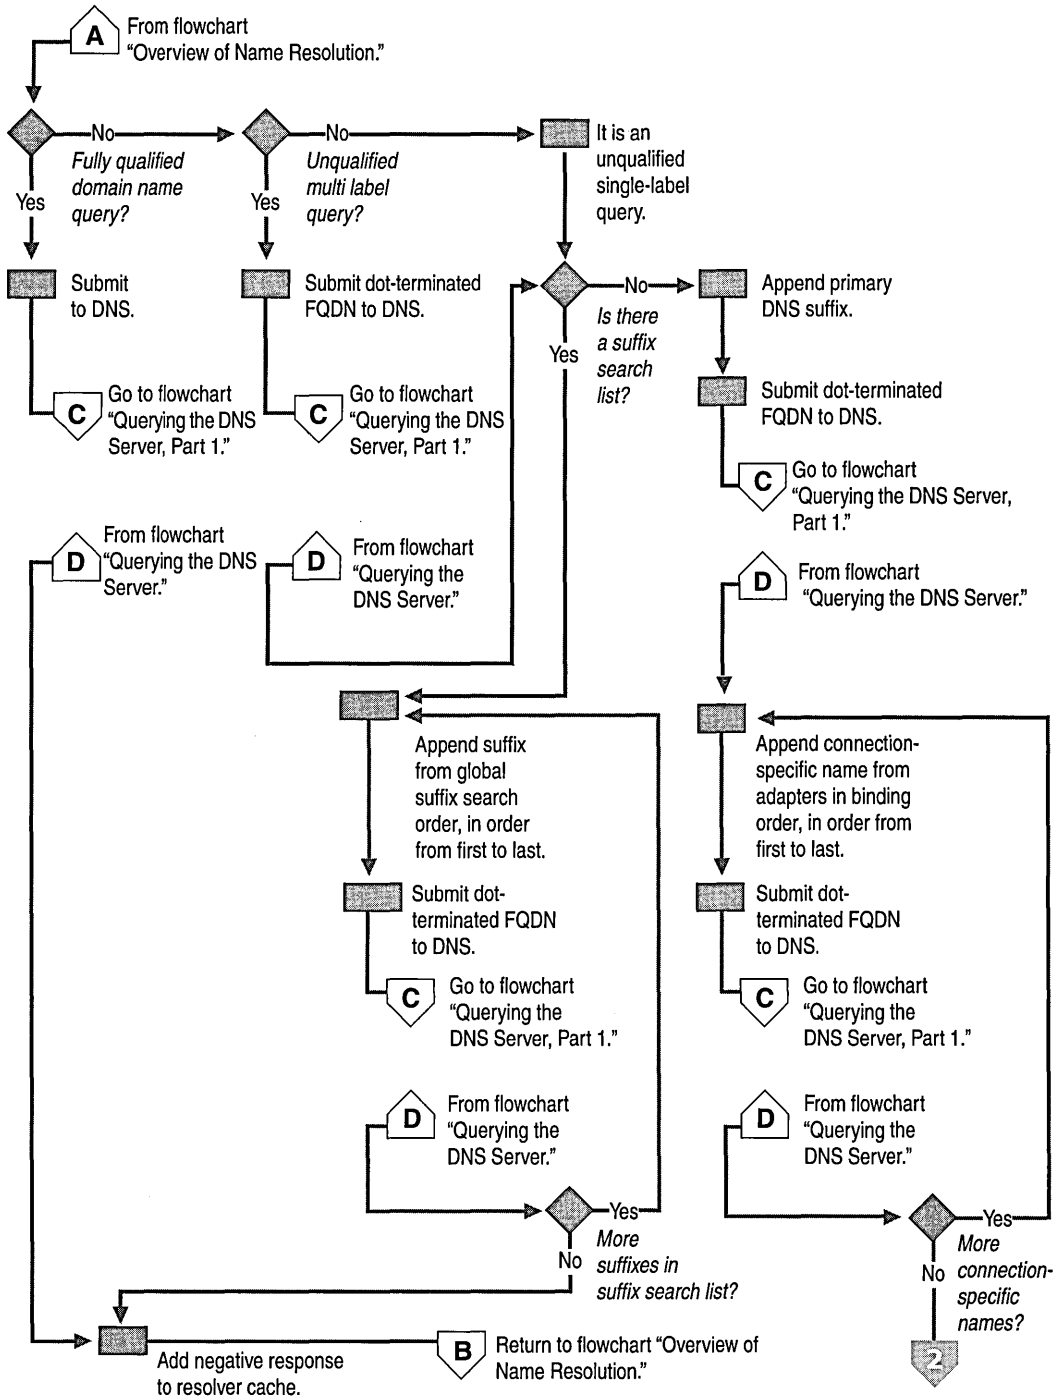 A
From flowchart
“Overview of Name Resolution.”
No
Fully qualified
domain name
query?
Yes
No
Unqualified
multi label
query?
Yes
It is an
unqualified
single-label
query.
Submit
to DNS.
Submit dot-terminated
FQDN to DNS.
No
Is there
a suffix
search
list?
Yes
Append primary
DNS suffix.
C
Go to flowchart
“Querying the DNS
Server, Part 1.”
C
Go to flowchart
“Querying the DNS
Server, Part 1.”
Submit dot-terminated
FQDN to DNS.
C
Go to flowchart
“Querying the DNS Server,
Part 1.”
D
From flowchart
“Querying the DNS
Server.”
D
From flowchart
“Querying the
DNS Server.”
D
From flowchart
“Querying the DNS Server.”
Append suffix
from global
suffix search
order, in order
from first to last.
Append connection-
specific name from
adapters in binding
order, in order from
first to last.
Submit dot-
terminated FQDN
to DNS.
Submit dot-
terminated FQDN
to DNS.
C
Go to flowchart
“Querying the
DNS Server, Part 1.”
C
Go to flowchart
“Querying the
DNS Server, Part 1.”
D
From flowchart
“Querying the
DNS Server.”
D
From flowchart
“Querying the
DNS Server.”
Yes
More
suffixes in
suffix search list?
No
Yes
More
connection-
specific
names?
No
2
Add negative response
to resolver cache.
B
Return to flowchart “Overview of
Name Resolution.”